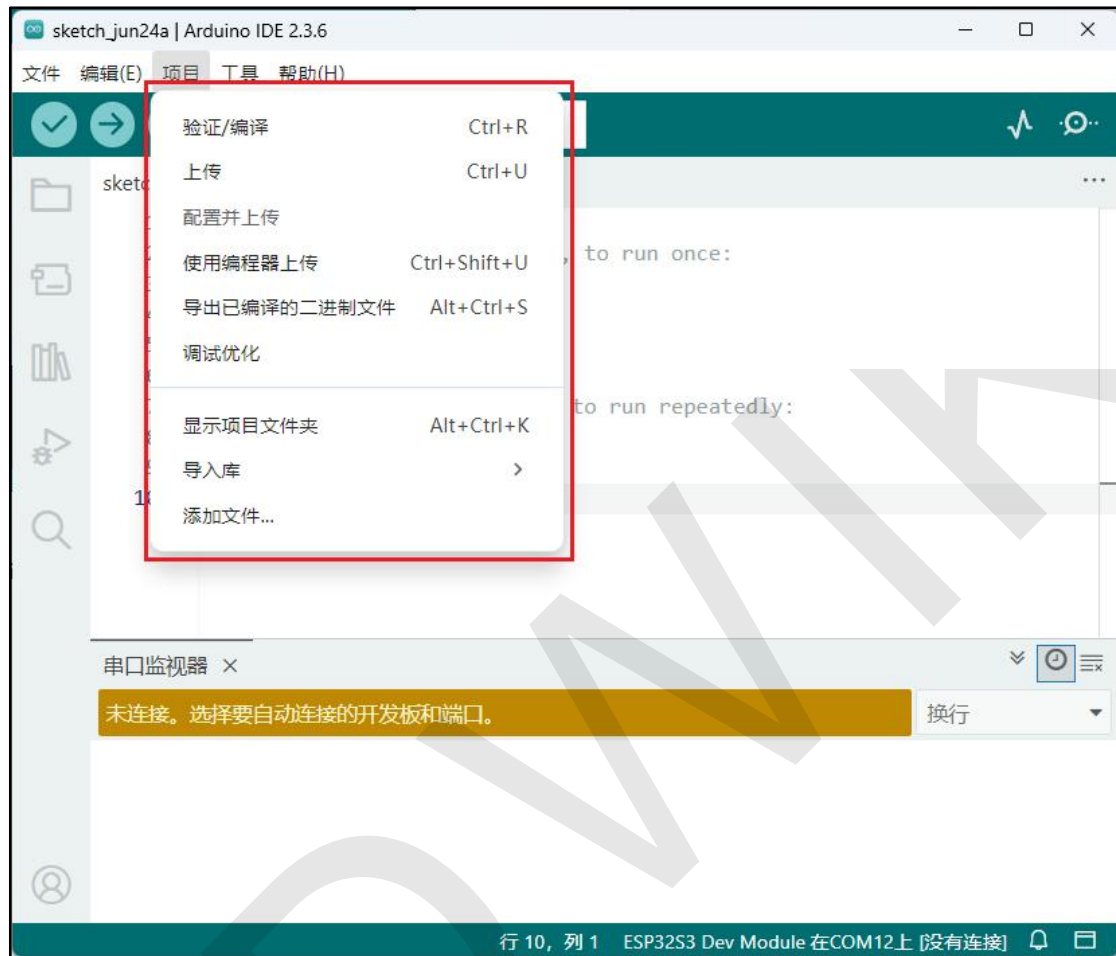 sketch_jun24a | Arduino IDE 2.3.6
文件 编辑(E) 项目 工具 帮助(H)
验证/编译 Ctrl+R
上传 Ctrl+U
配置并上传
使用编程器上传 Ctrl+Shift+U
导出已编译的二进制文件 Alt+Ctrl+S
调试优化
显示项目文件夹 Alt+Ctrl+K
导入库
添加文件...
sketc
, to run once:
to run repeatedly:
串口监视器
未连接。选择要自动连接的开发板和端口。
换行
行 10，列 1 ESP32S3 Dev Module 在COM12上 [没有连接]